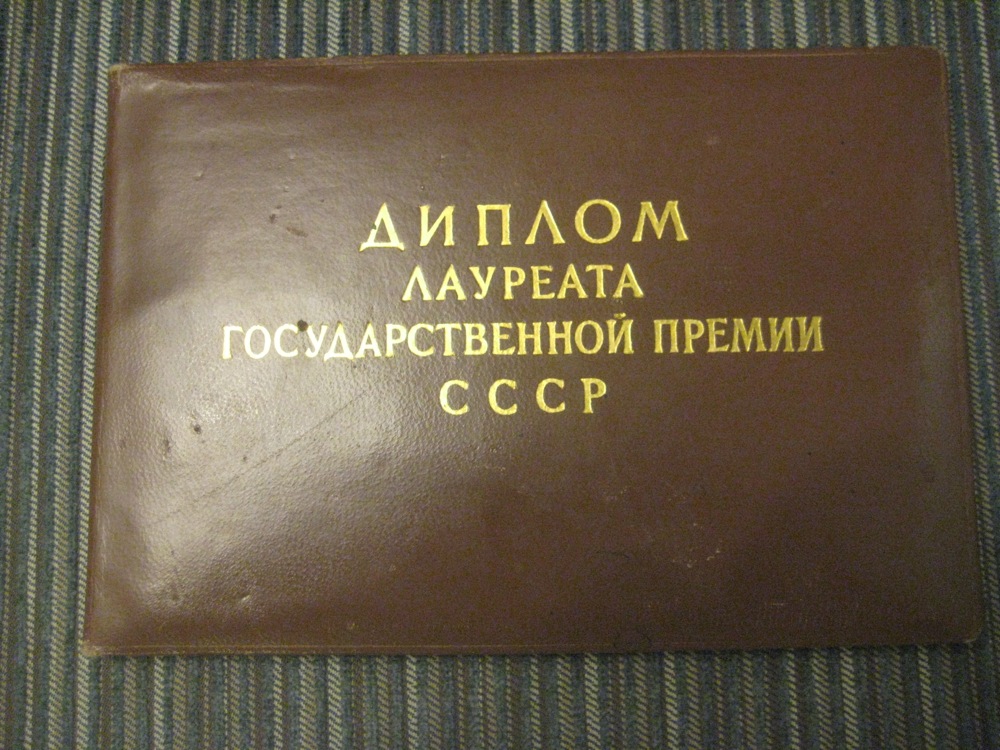 ДИПЛОМ
ЛАУРЕАТА
ГОСУДАРСТВЕННОЙ ПРЕМИИ
СССР